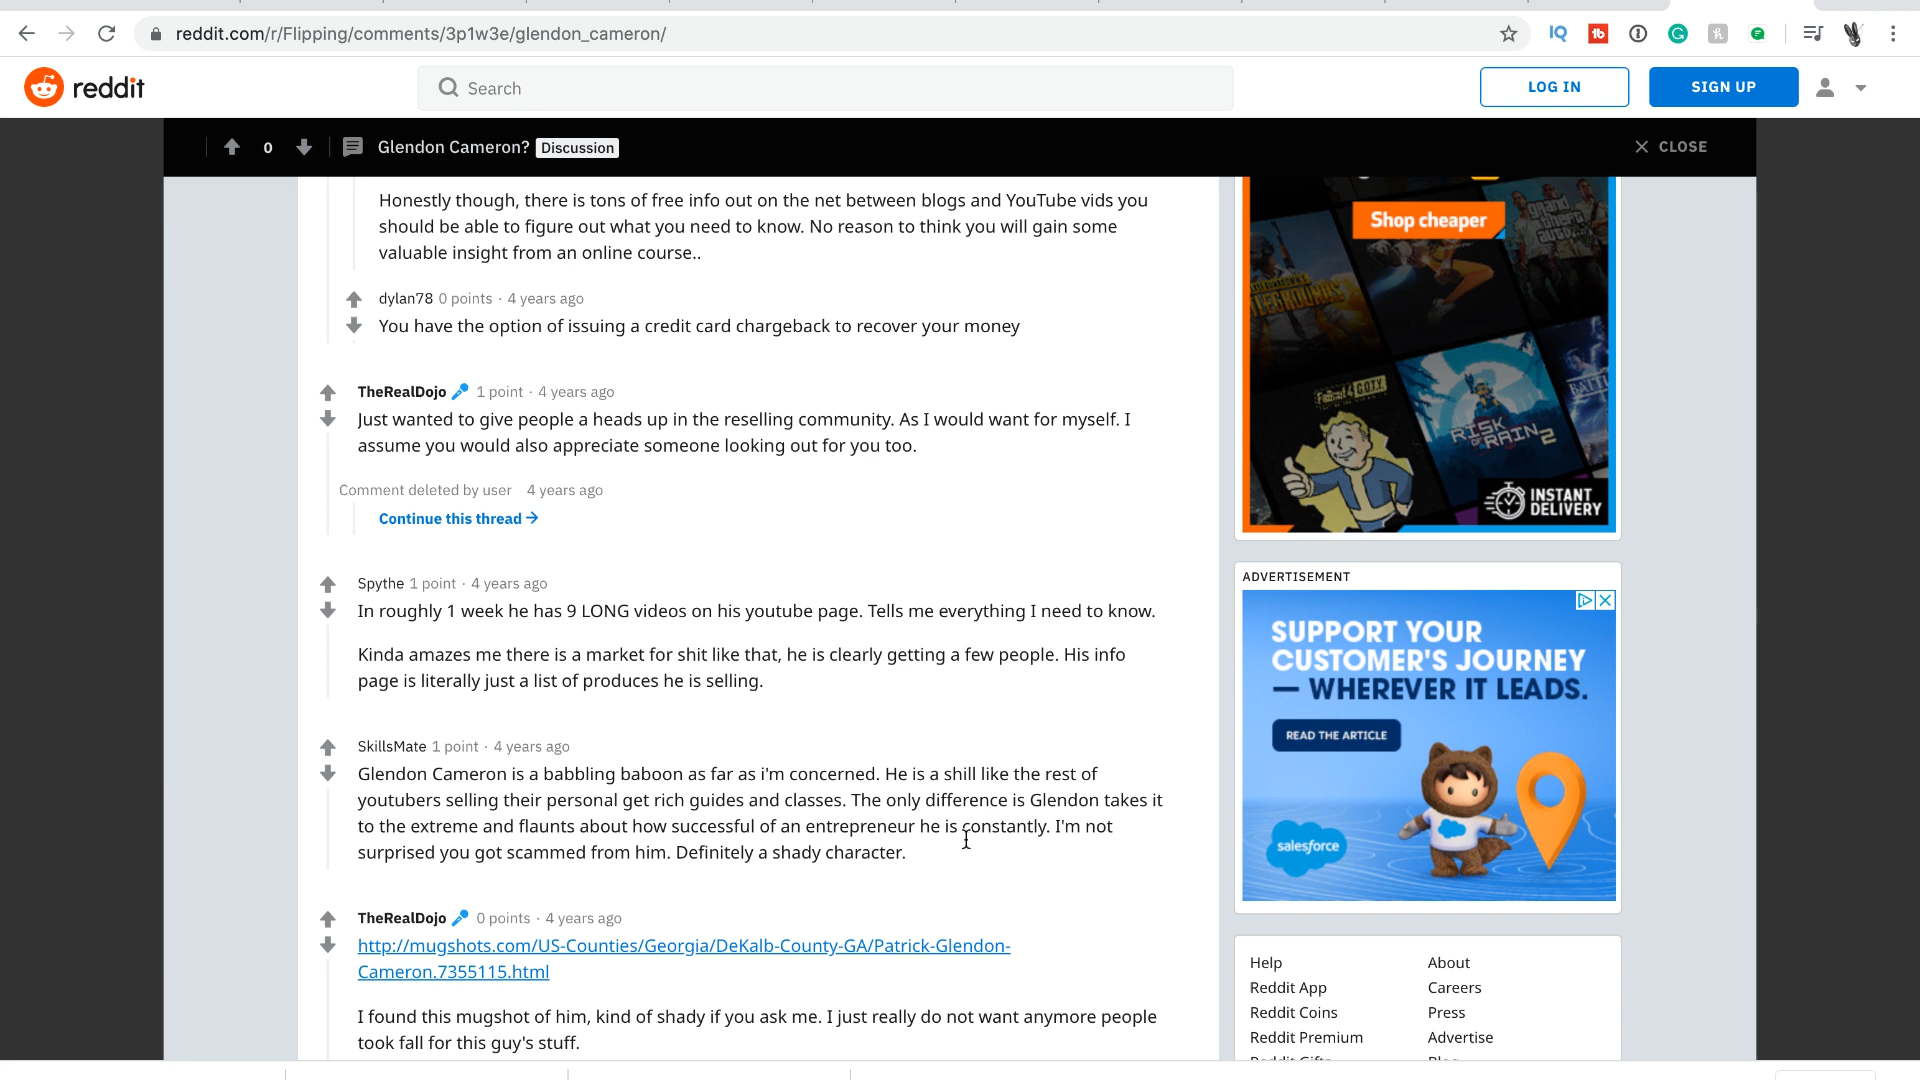 reddit.com/r/Flipping/comments/3p1w3e/glendon_cameron/
reddit
Search
LOG IN
SIGN UP
0
Glendon Cameron? Discussion
CLOSE
Honestly though, there is tons of free info out on the net between blogs and YouTube vids you
should be able to figure out what you need to know. No reason to think you will gain some
valuable insight from an online course..
dylan78 0 points · 4 years ago
You have the option of issuing a credit card chargeback to recover your money
TheRealDojo 1 point · 4 years ago
Just wanted to give people a heads up in the reselling community. As I would want for myself. I
assume you would also appreciate someone looking out for you too.
Comment deleted by user 4 years ago
Continue this thread
Spythe 1 point · 4 years ago
In roughly 1 week he has 9 LONG videos on his youtube page. Tells me everything I need to know.
Kinda amazes me there is a market for shit like that, he is clearly getting a few people. His info
page is literally just a list of produces he is selling.
SkillsMate 1 point · 4 years ago
Glendon Cameron is a babbling baboon as far as i'm concerned. He is a shill like the rest of
youtubers selling their personal get rich guides and classes. The only difference is Glendon takes it
to the extreme and flaunts about how successful of an entrepreneur he is constantly. I'm not
surprised you got scammed from him. Definitely a shady character.
TheRealDojo 0 points · 4 years ago
http://mugshots.com/US-Counties/Georgia/DeKalb-County-GA/Patrick-Glendon-
Cameron.7355115.html
I found this mugshot of him, kind of shady if you ask me. I just really do not want anymore people
took fall for this guy's stuff.
Shop cheaper
grand
theft
auto
Fallout 4 G.O.T.Y.
RISK
OF RAIN 2
INSTANT
DELIVERY
ADVERTISEMENT
SUPPORT YOUR
CUSTOMER'S JOURNEY
— WHEREVER IT LEADS.
READ THE ARTICLE
salesforce
Help
About
Reddit App
Careers
Reddit Coins
Press
Reddit Premium
Advertise